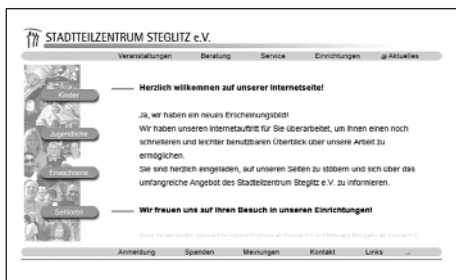 STADTTEILZENTRUM STEGLITZ e.V.
Veranstaltungen Beratung Service Einrichtungen @Aktuelles
Kinder
Jugendliche
Erwachsene
Senioren
Herzlich willkommen auf unserer Internetseite!
Ja, wir haben ein neues Erscheinungsbild!
Wir haben unseren Internetauftritt für Sie überarbeitet, um Ihnen einen noch
schnelleren und leichter benutzbaren Überblick über unsere Arbeit zu
ermöglichen.
Sie sind herzlich eingeladen, auf unseren Seiten zu stöbern und sich über das
umfangreiche Angebot des Stadtteilzentrum Steglitz e.V. zu informieren.
Wir freuen uns auf Ihren Besuch in unseren Einrichtungen!
Anmeldung Spenden Meinungen Kontakt Links